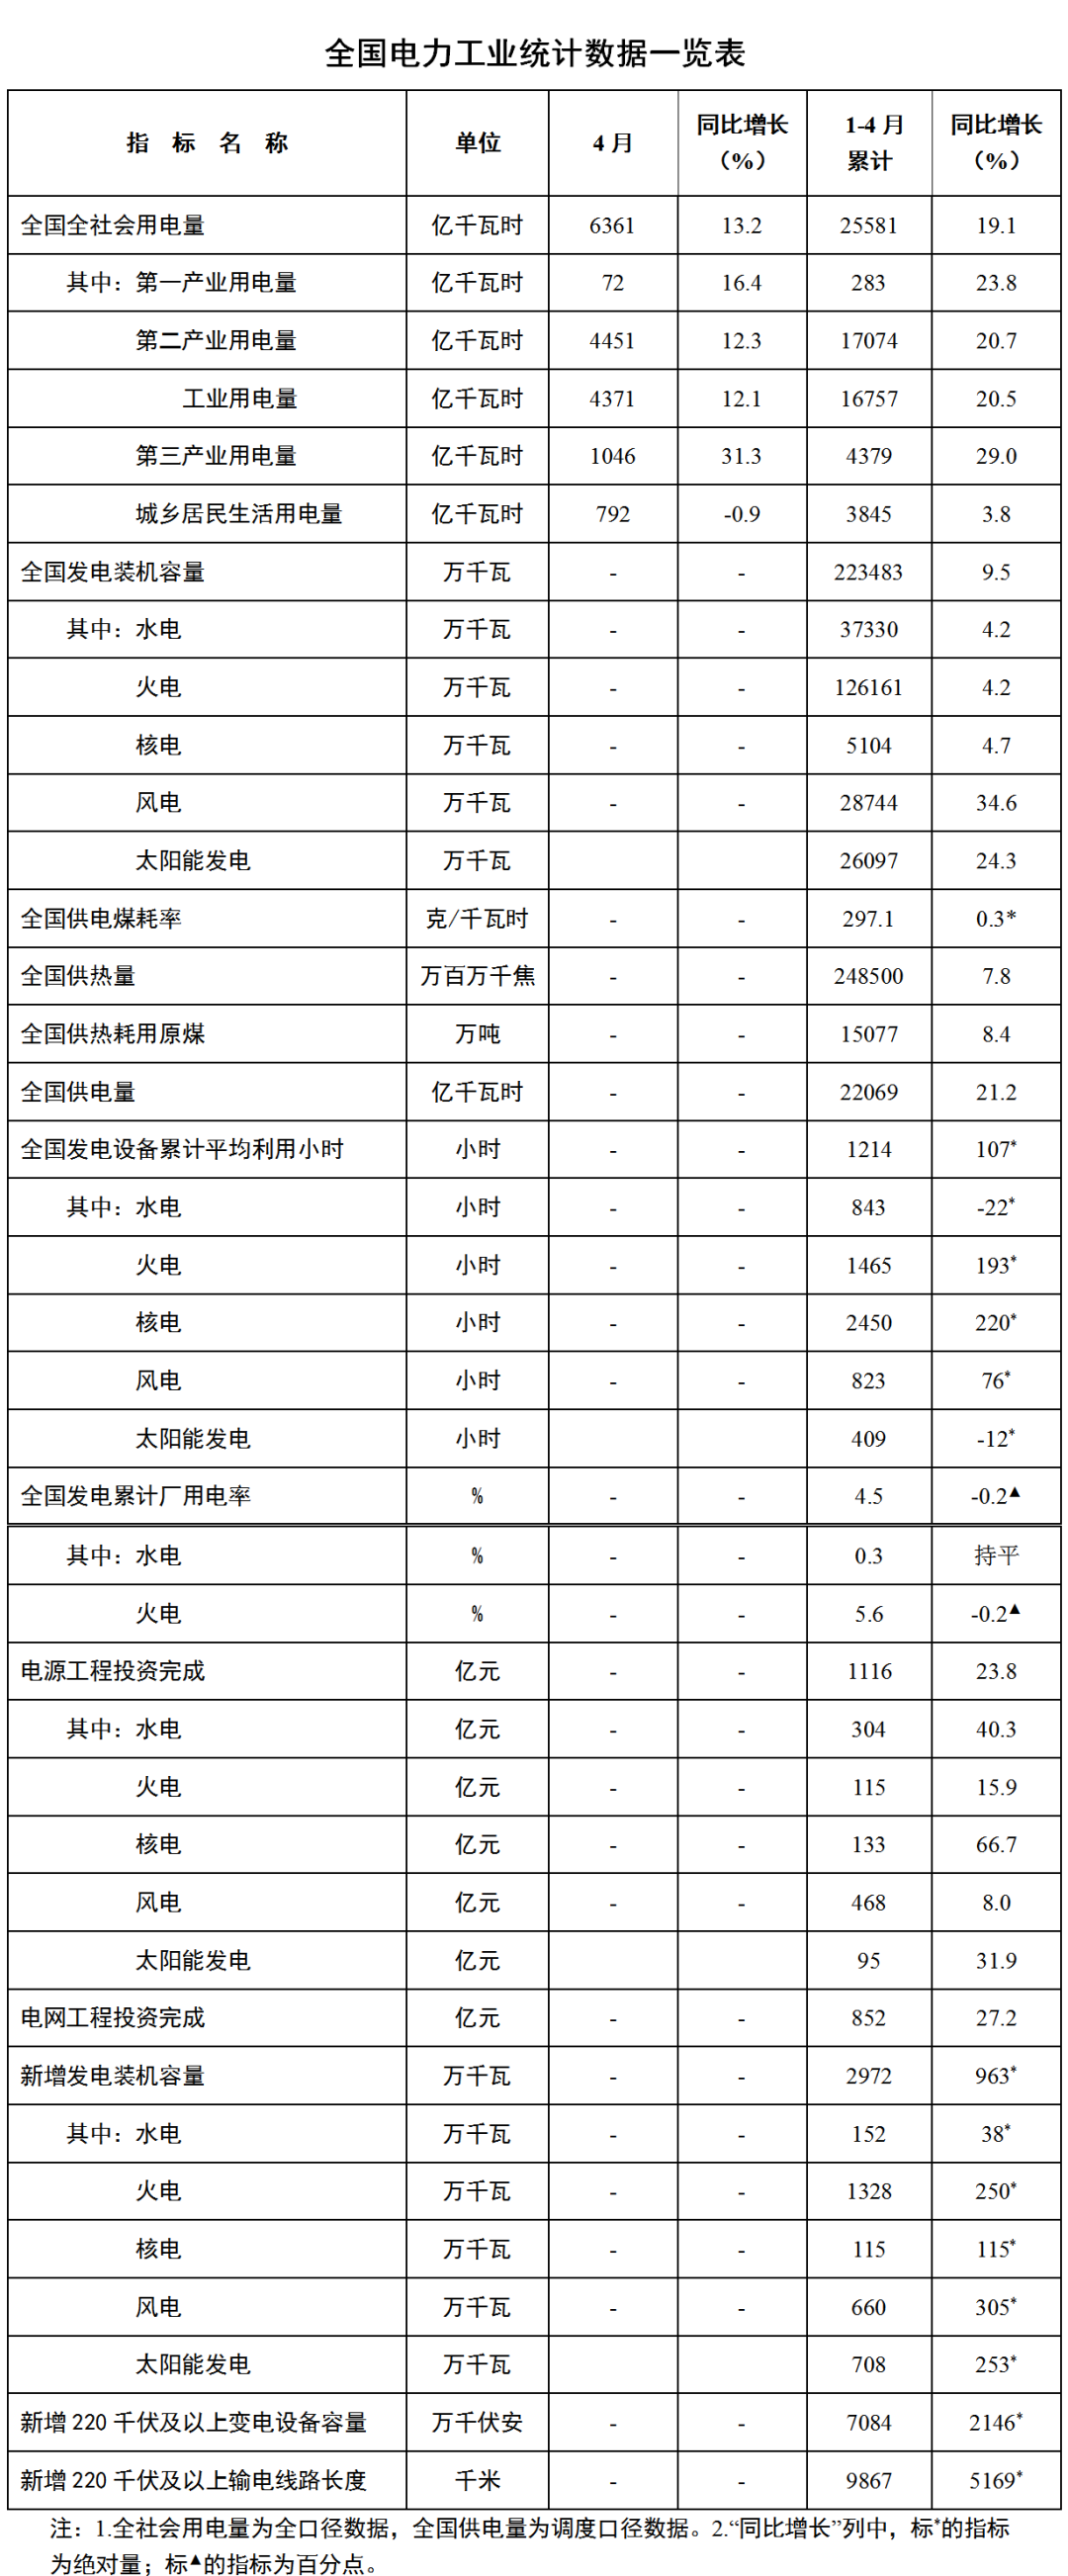 全国电力工业统计数据一览表
指 标 名 称 单位 4 月 同比增长（%） 1-4 月累计 同比增长（%）
全国全社会用电量 亿千瓦时 6361 13.2 25581 19.1
其中：第一产业用电量 亿千瓦时 72 16.4 283 23.8
第二产业用电量 亿千瓦时 4451 12.3 17074 20.7
工业用电量 亿千瓦时 4371 12.1 16757 20.5
第三产业用电量 亿千瓦时 1046 31.3 4379 29.0
城乡居民生活用电量 亿千瓦时 792 -0.9 3845 3.8
全国发电装机容量 万千瓦 - - 223483 9.5
其中：水电 万千瓦 - - 37330 4.2
火电 万千瓦 - - 126161 4.2
核电 万千瓦 - - 5104 4.7
风电 万千瓦 - - 28744 34.6
太阳能发电 万千瓦 26097 24.3
全国供电煤耗率 克/千瓦时 - - 297.1 0.3*
全国供热量 万百万千焦 - - 248500 7.8
全国供热耗用原煤 万吨 - - 15077 8.4
全国供电量 亿千瓦时 - - 22069 21.2
全国发电设备累计平均利用小时 小时 - - 1214 107*
其中：水电 小时 - - 843 -22*
火电 小时 - - 1465 193*
核电 小时 - - 2450 220*
风电 小时 - - 823 76*
太阳能发电 小时 409 -12*
全国发电累计厂用电率 % - - 4.5 -0.2▲
其中：水电 % - - 0.3 持平
火电 % - - 5.6 -0.2▲
电源工程投资完成 亿元 - - 1116 23.8
其中：水电 亿元 - - 304 40.3
火电 亿元 - - 115 15.9
核电 亿元 - - 133 66.7
风电 亿元 - - 468 8.0
太阳能发电 亿元 95 31.9
电网工程投资完成 亿元 - - 852 27.2
新增发电装机容量 万千瓦 - - 2972 963*
其中：水电 万千瓦 - - 152 38*
火电 万千瓦 - - 1328 250*
核电 万千瓦 - - 115 115*
风电 万千瓦 - - 660 305*
太阳能发电 万千瓦 708 253*
新增 220 千伏及以上变电设备容量 万千伏安 - - 7084 2146*
新增 220 千伏及以上输电线路长度 千米 - - 9867 5169*
注：1.全社会用电量为全口径数据，全国供电量为调度口径数据。2.“同比增长”列中，标*的指标
为绝对量；标▲的指标为百分点。